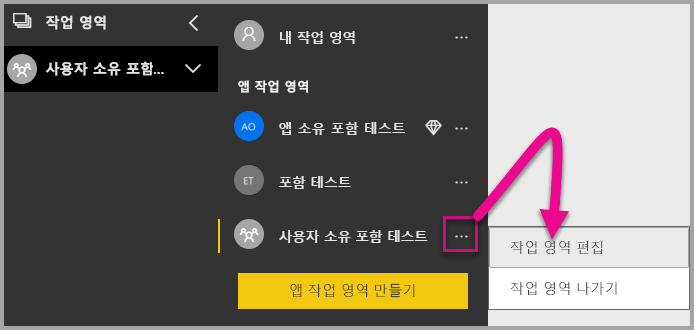 작업 영역
사용자 소유 포함...
내 작업 영역
...
앱 작업 영역
AO 앱 소유 포함 테스트
...
ET 포함 테스트
...
사용자 소유 포함 테스트
...
앱 작업 영역 만들기
작업 영역 편집
작업 영역 나가기